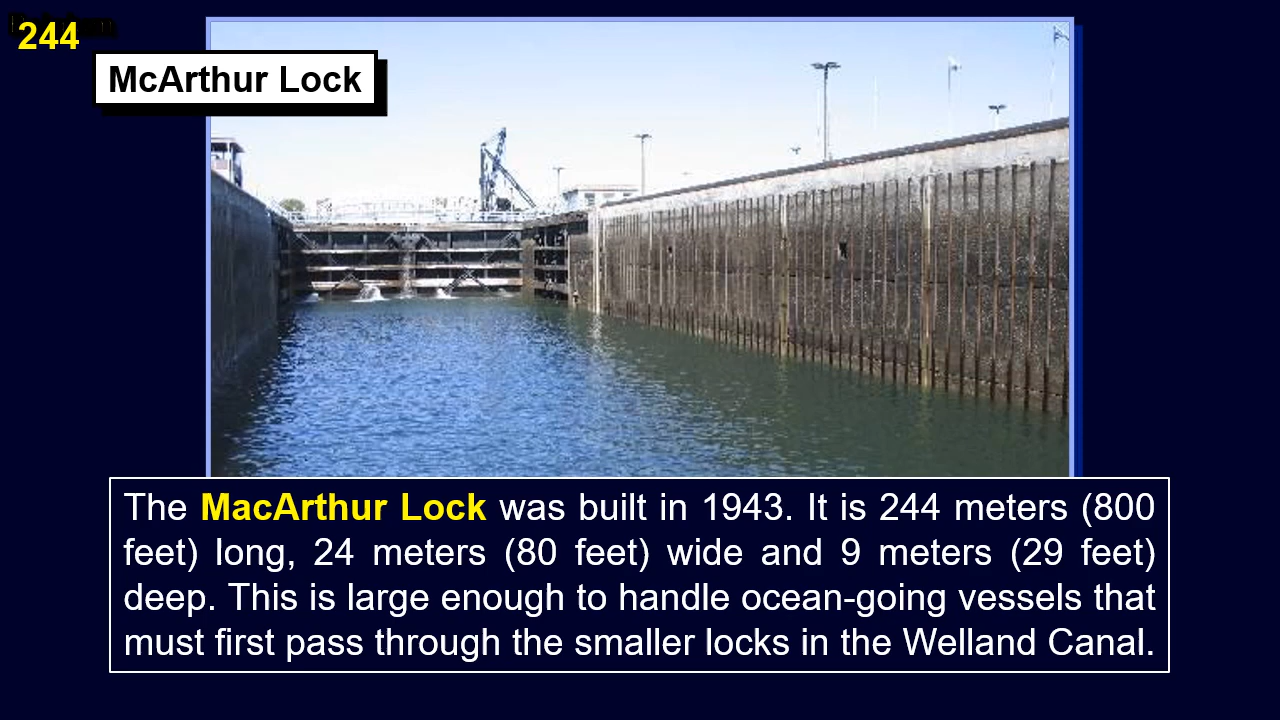 244
McArthur Lock
The MacArthur Lock was built in 1943. It is 244 meters (800
feet) long, 24 meters (80 feet) wide and 9 meters (29 feet)
deep. This is large enough to handle ocean-going vessels that
must first pass through the smaller locks in the Welland Canal.